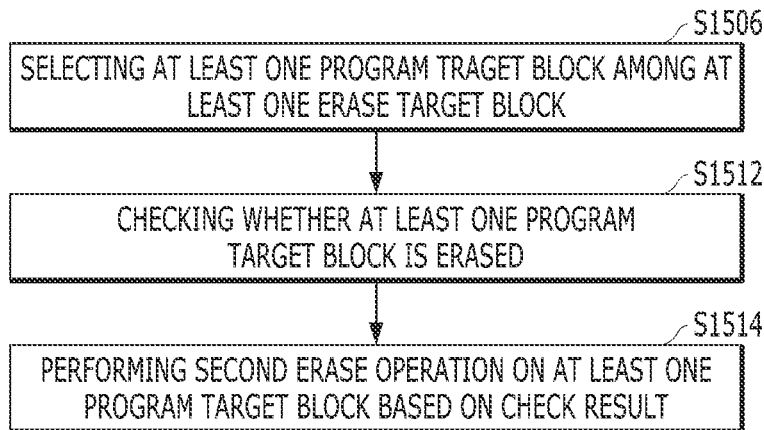 S1506
SELECTING AT LEAST ONE PROGRAM TRAGET BLOCK AMONG AT
LEAST ONE ERASE TARGET BLOCK
S1512
CHECKING WHETHER AT LEAST ONE PROGRAM
TARGET BLOCK IS ERASED
S1514
PERFORMING SECOND ERASE OPERATION ON AT LEAST ONE
PROGRAM TARGET BLOCK BASED ON CHECK RESULT